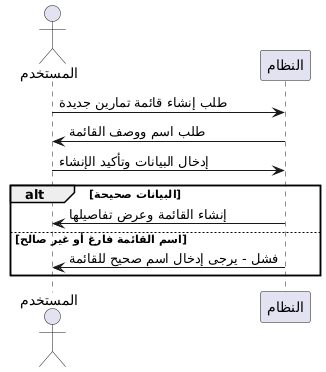 المستخدم
النظام
طلب إنشاء قائمة تمارين جديدة
طلب اسم ووصف القائمة
إدخال البيانات وتأكيد الإنشاء
alt [البيانات صحيحة]
إنشاء القائمة وعرض تفاصيلها
[اسم القائمة فارغ أو غير صالح]
فشل - يرجى إدخال اسم صحيح للقائمة
المستخدم
النظام